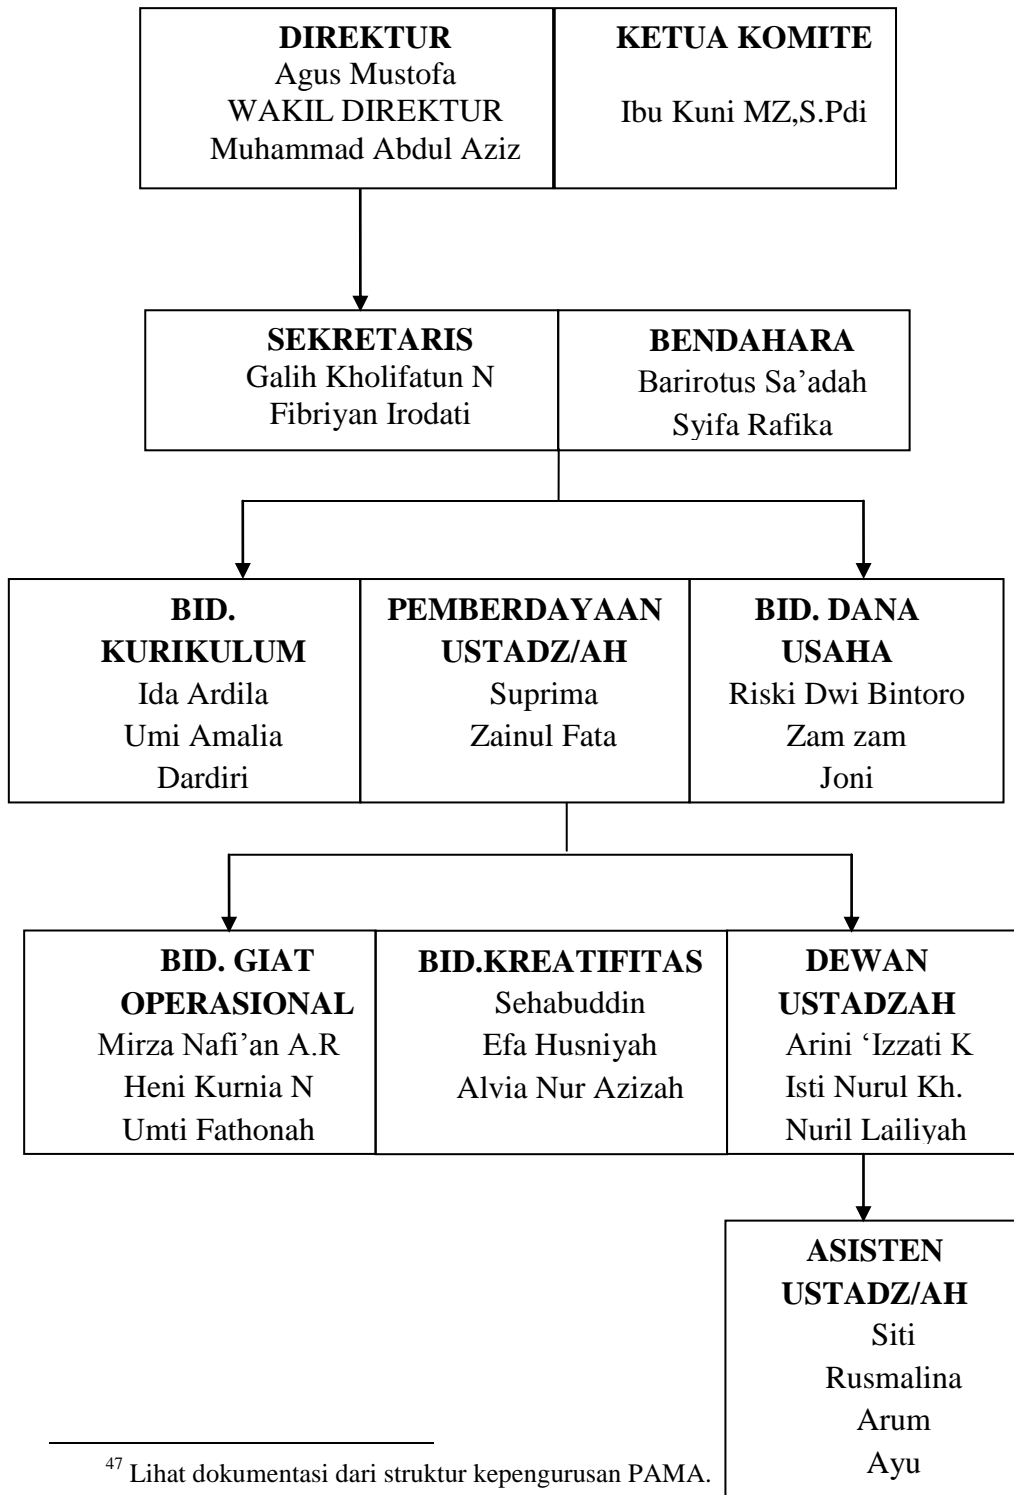 DIREKTUR
Agus Mustofa
WAKIL DIREKTUR
Muhammad Abdul Aziz
KETUA KOMITE
Ibu Kuni MZ,S.Pdi
SEKRETARIS
Galih Kholifatun N
Fibriyan Irodati
BENDAHARA
Barirotus Sa’adah
Syifa Rafika
BID.
KURIKULUM
Ida Ardila
Umi Amalia
Dardiri
PEMBERDAYAAN
USTADZ/AH
Suprima
Zainul Fata
BID. DANA
USAHA
Riski Dwi Bintoro
Zam zam
Joni
BID. GIAT
OPERASIONAL
Mirza Nafi’an A.R
Heni Kurnia N
Umti Fathonah
BID.KREATIFITAS
Sehabuddin
Efa Husniyah
Alvia Nur Azizah
DEWAN
USTADZAH
Arini ‘Izzati K
Isti Nurul Kh.
Nuril Lailiyah
ASISTEN
USTADZ/AH
Siti
Rusmalina
Arum
Ayu
47 Lihat dokumentasi dari struktur kepengurusan PAMA.